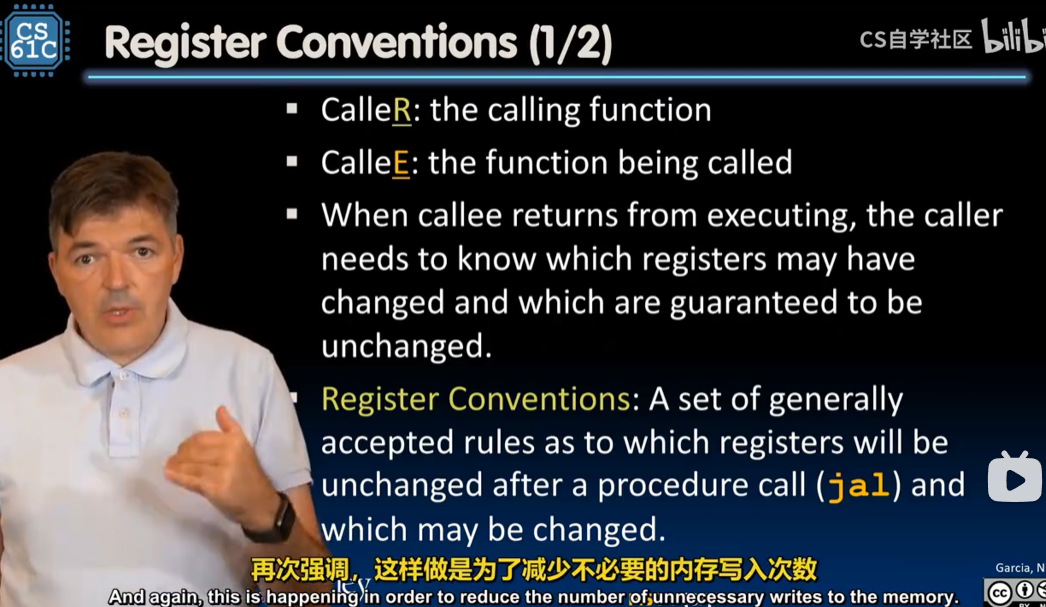 CS
61C
Register Conventions (1/2)
CS自学社区 bilibi
▪ CalleR: the calling function
▪ CalleE: the function being called
▪ When callee returns from executing, the caller
needs to know which registers may have
changed and which are guaranteed to be
unchanged.
Register Conventions: A set of generally
accepted rules as to which registers will be
unchanged after a procedure call (jal) and
which may be changed.
再次强调，这样做是为了减少不必要的内存写入次数
And again, this is happening in order to reduce the number of unnecessary writes to the memory.
Garcia, N
cc